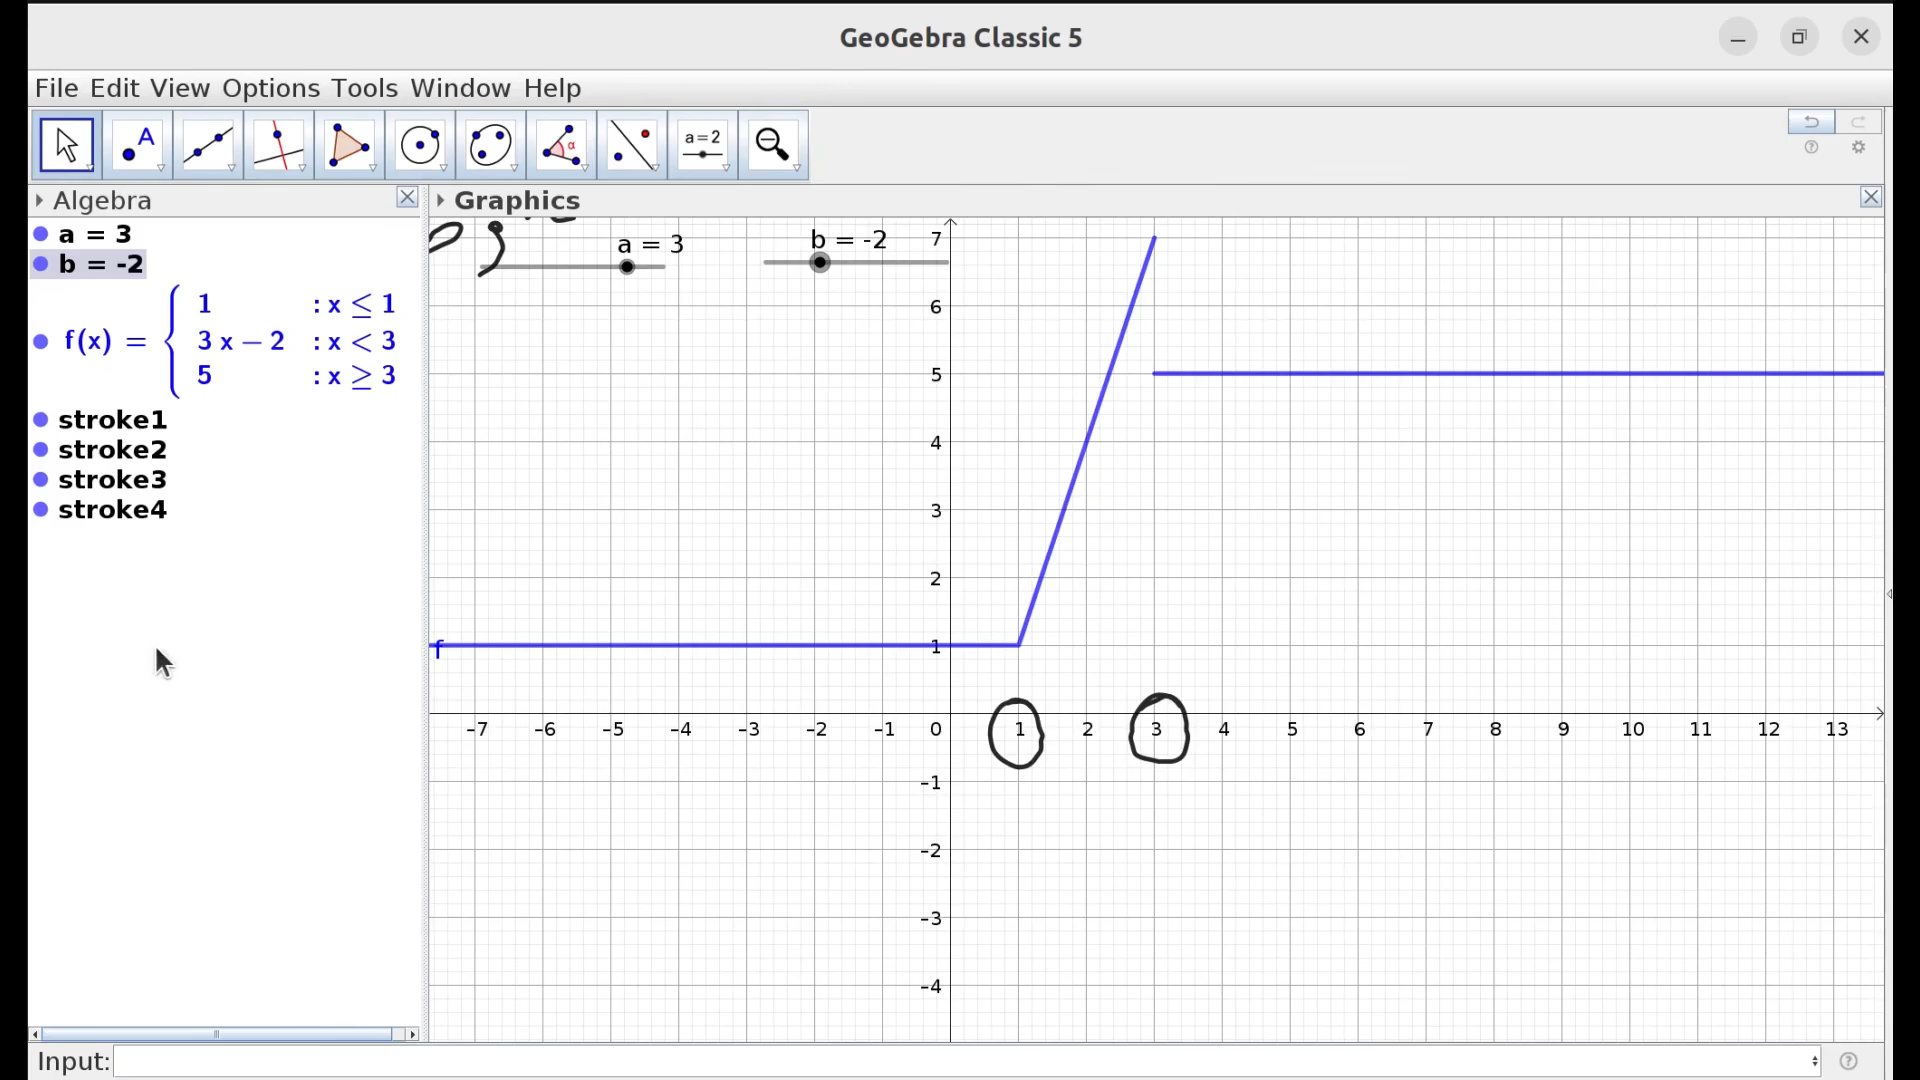 GeoGebra Classic 5
File Edit View Options Tools Window Help
A
α
a=2
Algebra
Graphics
a = 3
b = -2
f(x) = { 1 : x ≤ 1
3 x − 2 : x < 3
5 : x ≥ 3
stroke1
stroke2
stroke3
stroke4
a = 3
b = -2
7
6
5
4
3
2
1
f
-7 -6 -5 -4 -3 -2 -1 0 1 2 3 4 5 6 7 8 9 10 11 12 13
-1
-2
-3
-4
Input: